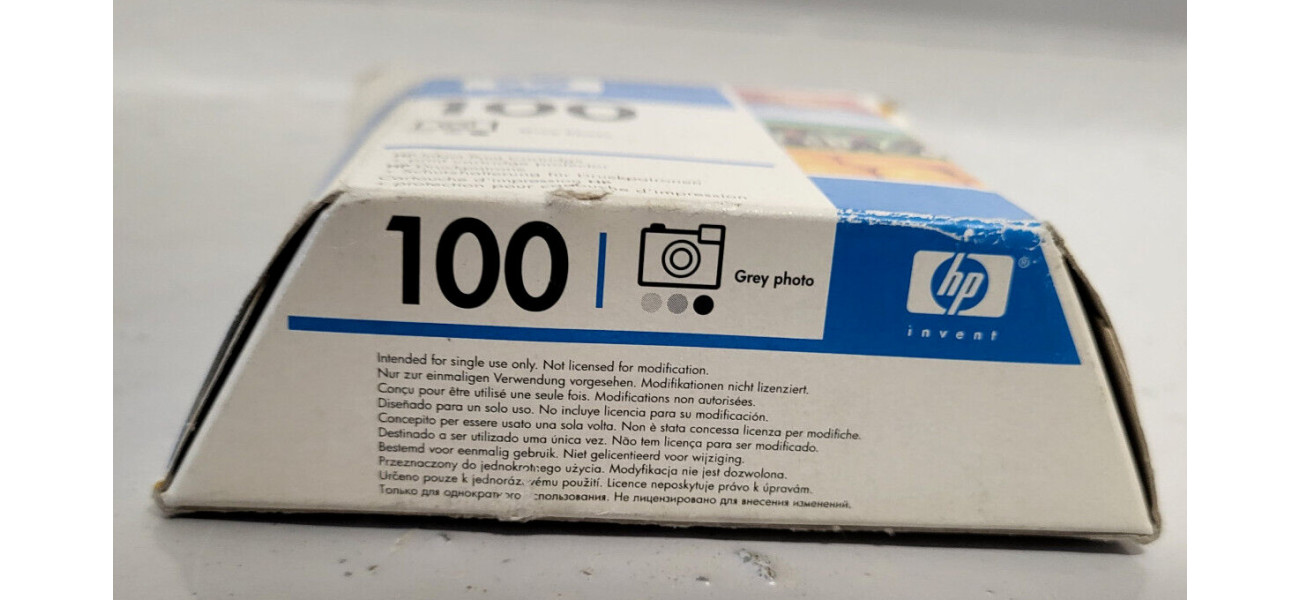 100
100
Grey photo
hp
®
invent
Intended for single use only. Not licensed for modification.
Nur zur einmaligen Verwendung vorgesehen. Modifikationen nicht lizenziert.
Conçu pour être utilisé une seule fois. Modifications non autorisées.
Diseñado para un solo uso. No incluye licencia para su modificación.
Concepito per essere usato una sola volta. Non è stata concessa licenza per modifiche.
Destinado a ser utilizado uma única vez. Não tem licença para ser modificado.
Bestemd voor eenmalig gebruik. Niet gelicentieerd voor wijziging.
Przeznaczony do użycia. Modyfikacja nie jest dozwolona.
Určeno pouze k použití. Licence neposkytuje právo k úpravám.
Только для Не лицензировано для внесения изменений.